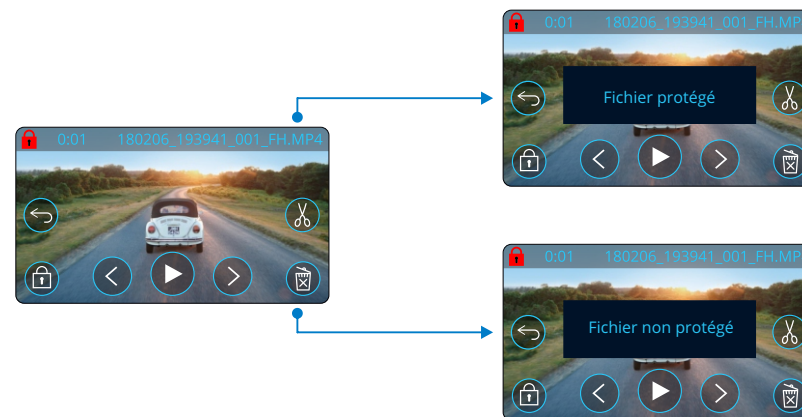 0:01 180206_193941_001_FH.MP4
0:01 180206_193941_001_FH.MP
Fichier protégé
0:01 180206_193941_001_FH.MP
Fichier non protégé